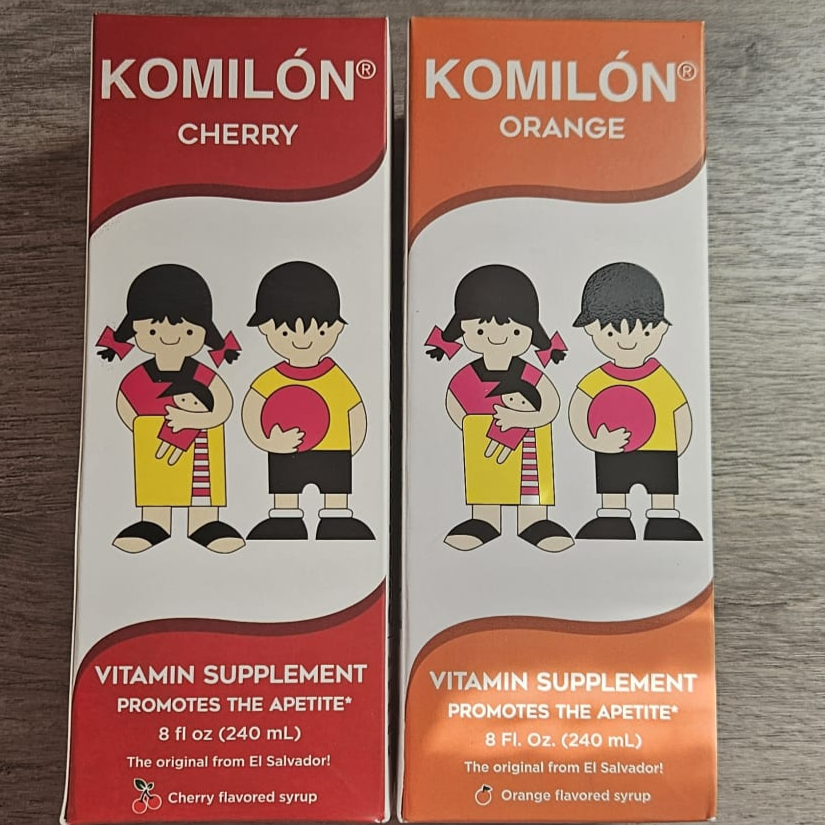 KOMILÓN®
CHERRY
VITAMIN SUPPLEMENT
PROMOTES THE APETITE*
8 fl oz (240 mL)
The original from El Salvador!
Cherry flavored syrup
KOMILÓN®
ORANGE
VITAMIN SUPPLEMENT
PROMOTES THE APETITE*
8 Fl. Oz. (240 mL)
The original from El Salvador!
Orange flavored syrup